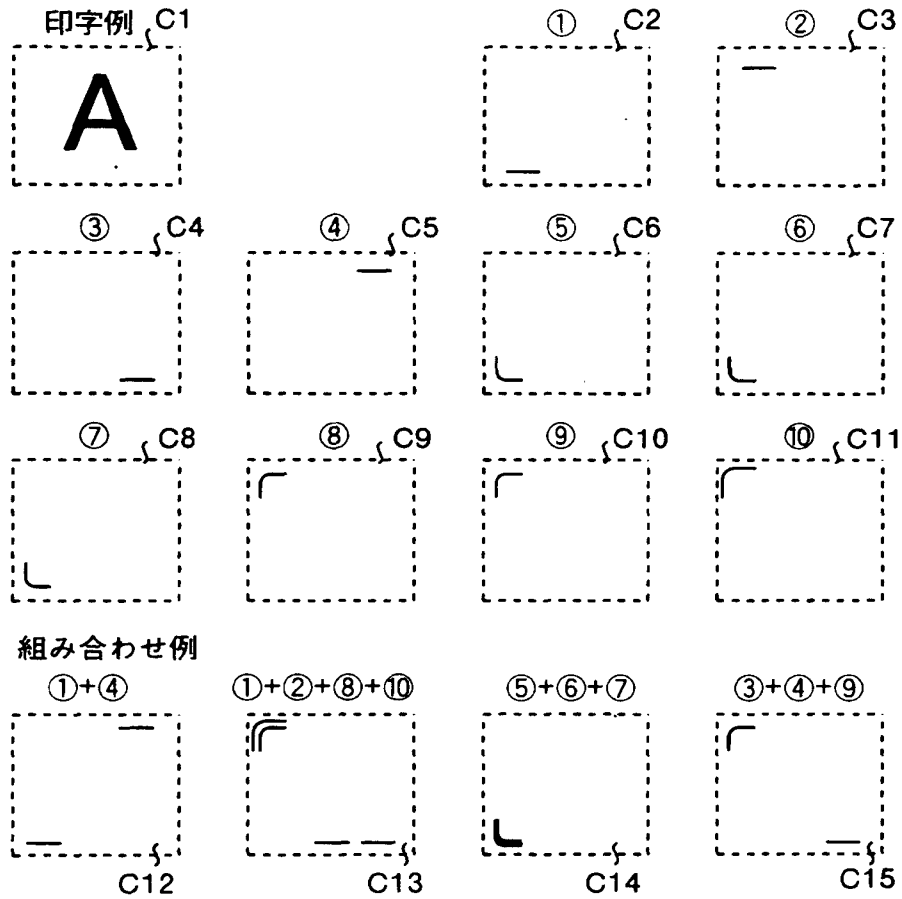 印字例 C1 ① C2 ② C3
A
③ C4 ④ C5 ⑤ C6 ⑥ C7
⑦ C8 ⑧ C9 ⑨ C10 ⑩ C11
組み合わせ例
①+④ ①+②+⑧+⑩ ⑤+⑥+⑦ ③+④+⑨
C12 C13 C14 C15